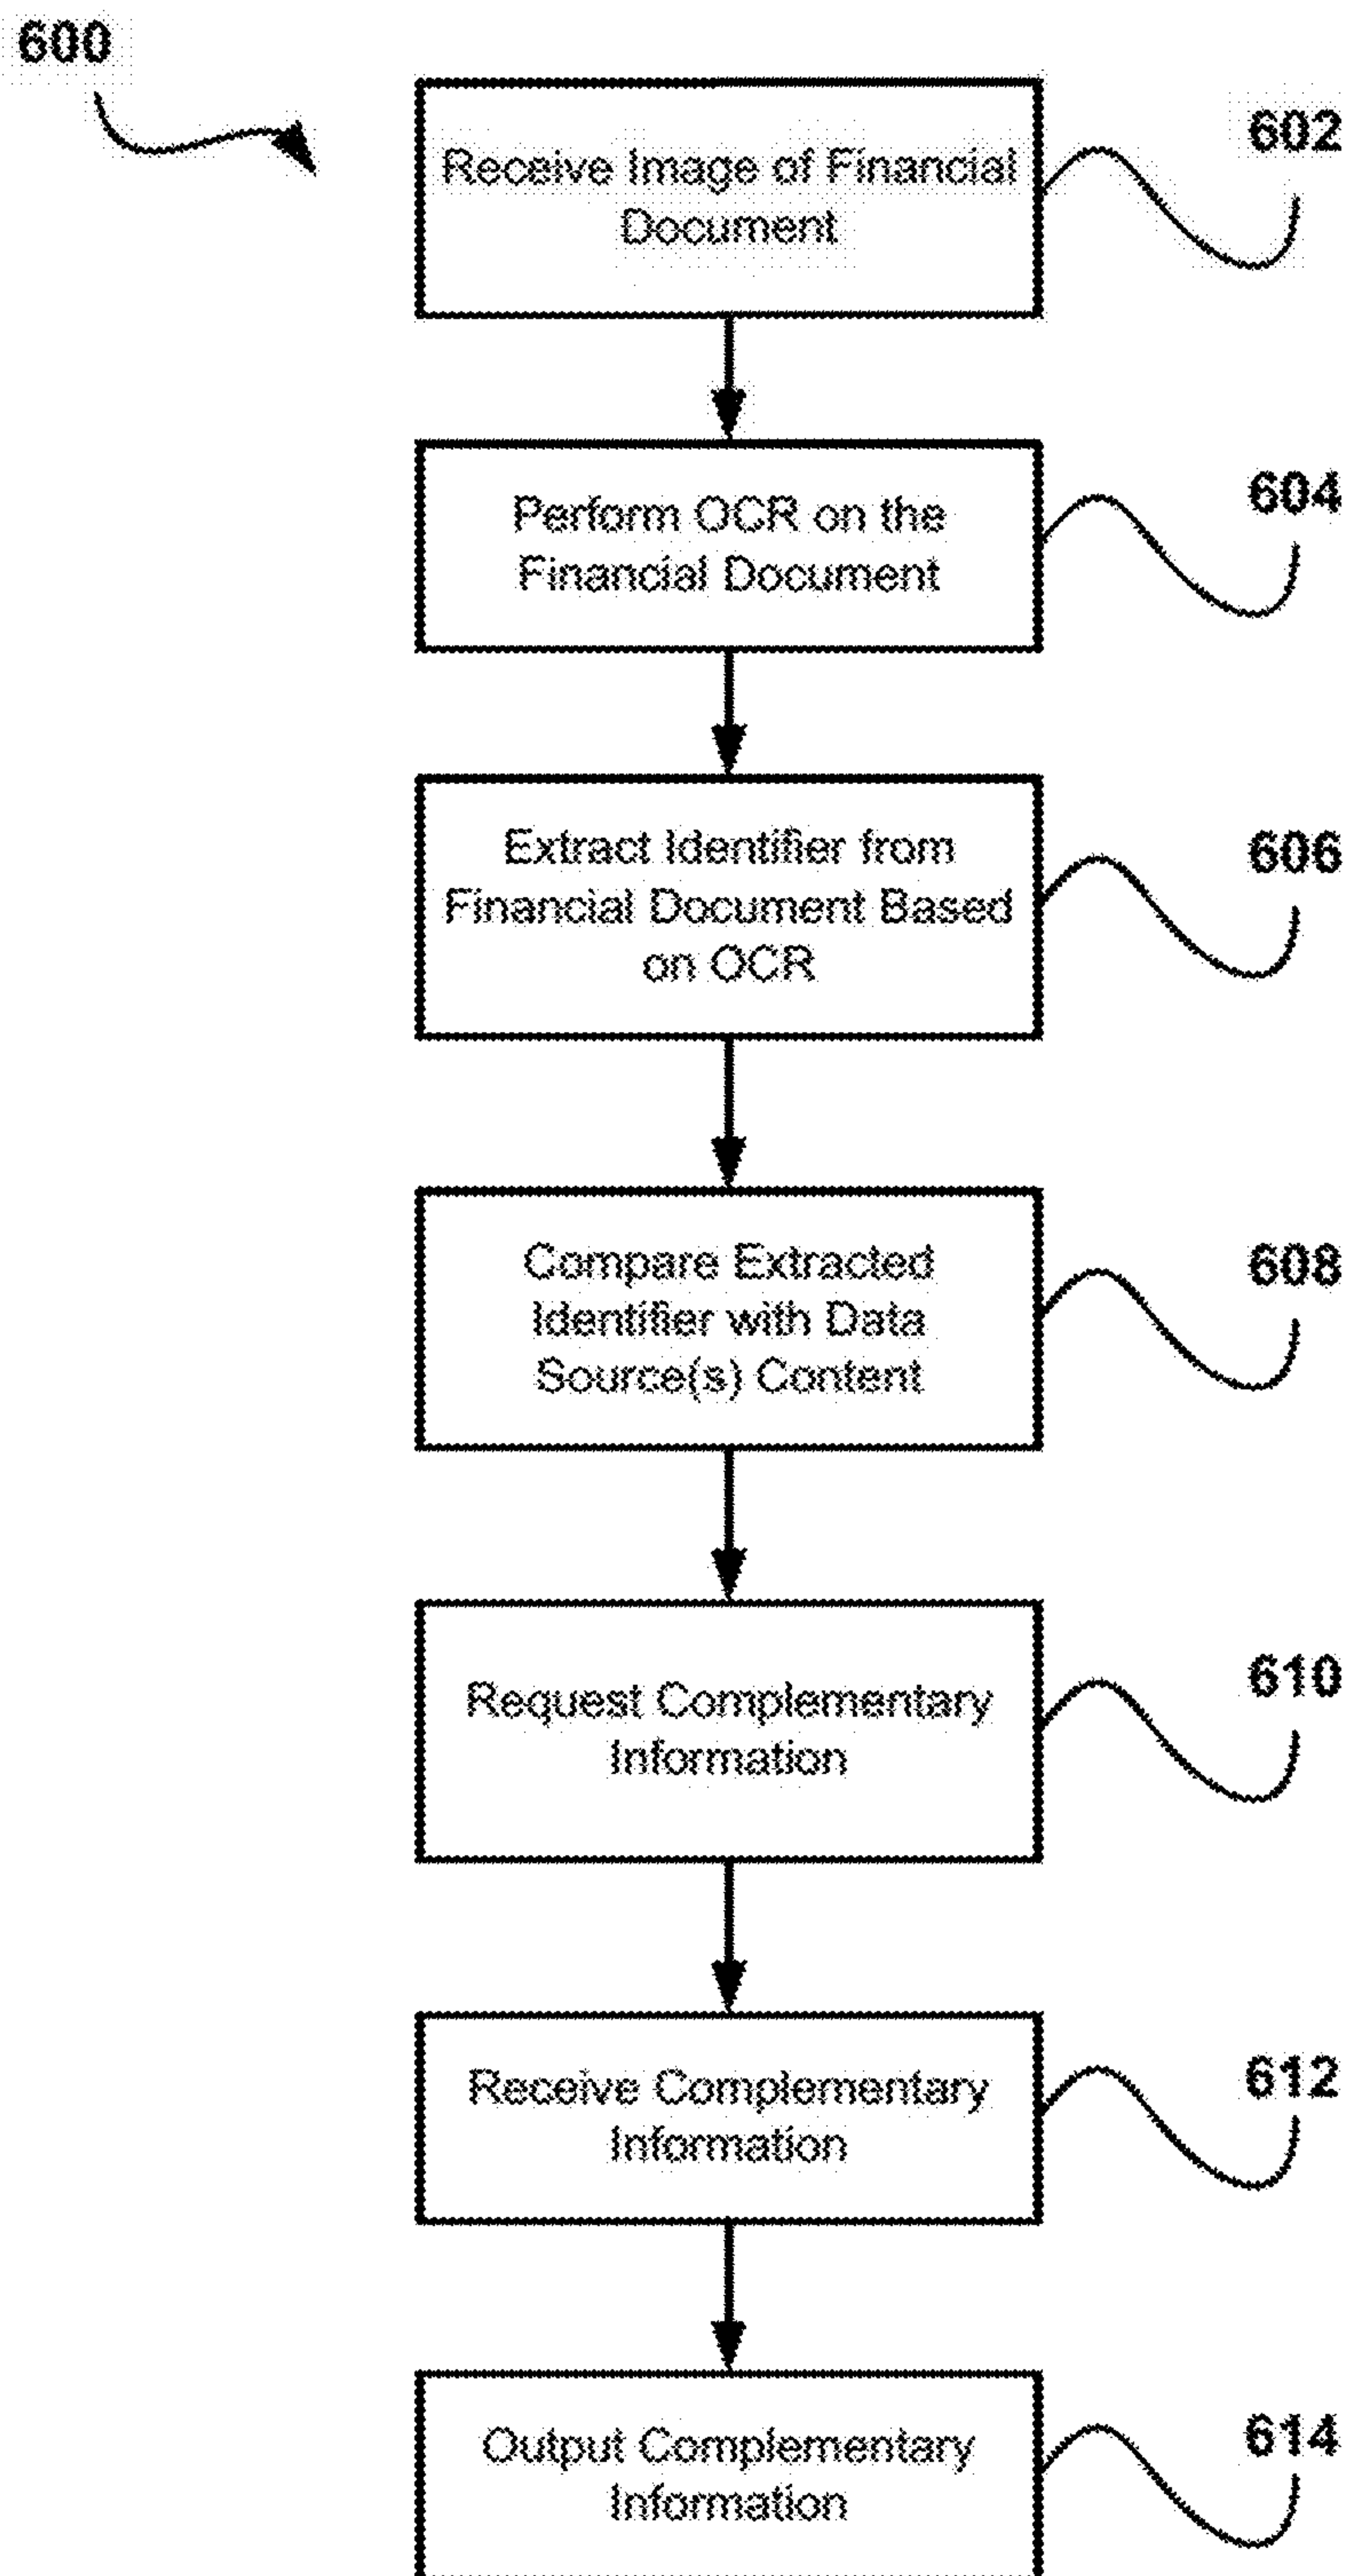 600
Receive Image of Financial
Document
602
Perform OCR on the
Financial Document
604
Extract Identifier from
Financial Document Based
on OCR
606
Compare Extracted
Identifier with Data
Source(s) Content
608
Request Complementary
Information
610
Receive Complementary
Information
612
Output Complementary
Information
614